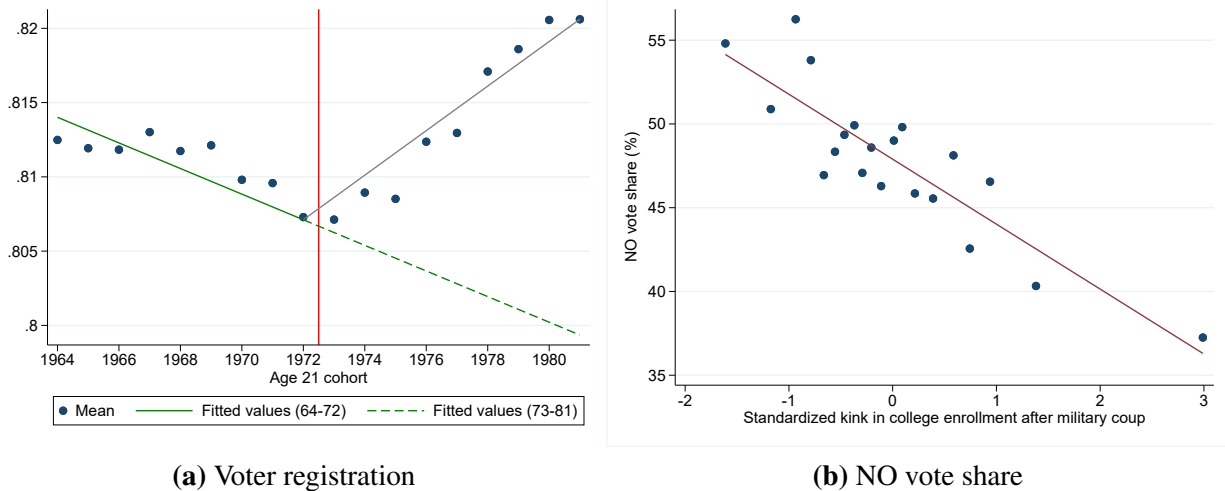 .82
.815
.81
.805
.8
1964 1966 1968 1970 1972 1974 1976 1978 1980
Age 21 cohort
Mean Fitted values (64-72) Fitted values (73-81)
(a) Voter registration
NO vote share (%)
55
50
45
40
35
-2 -1 0 1 2 3
Standardized kink in college enrollment after military coup
(b) NO vote share